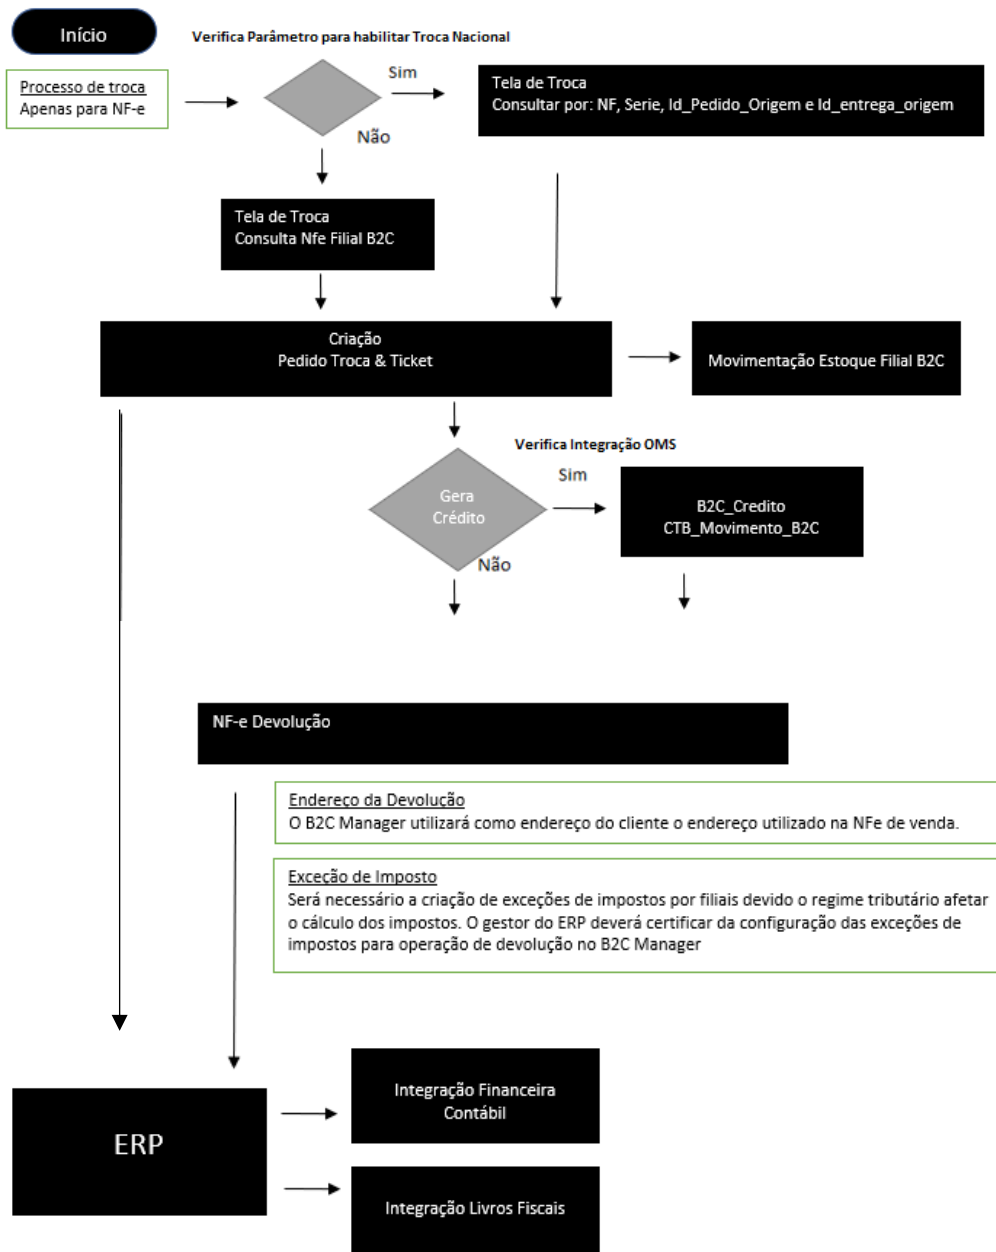 Início
Verifica Parâmetro para habilitar Troca Nacional
Processo de troca
Apenas para NF-e
Sim
Tela de Troca
Consultar por: NF, Serie, Id_Pedido_Origem e Id_entrega_origem
Não
Tela de Troca
Consulta Nfe Filial B2C
Criação
Pedido Troca & Ticket
Movimentação Estoque Filial B2C
Verifica Integração OMS
Gera
Crédito
Sim
B2C_Credito
CTB_Movimento_B2C
Não
NF-e Devolução
Endereço da Devolução
O B2C Manager utilizará como endereço do cliente o endereço utilizado na NFe de venda.
Exceção de Imposto
Será necessário a criação de exceções de impostos por filiais devido o regime tributário afetar
o cálculo dos impostos. O gestor do ERP deverá certificar da configuração das exceções de
impostos para operação de devolução no B2C Manager
ERP
Integração Financeira
Contábil
Integração Livros Fiscais